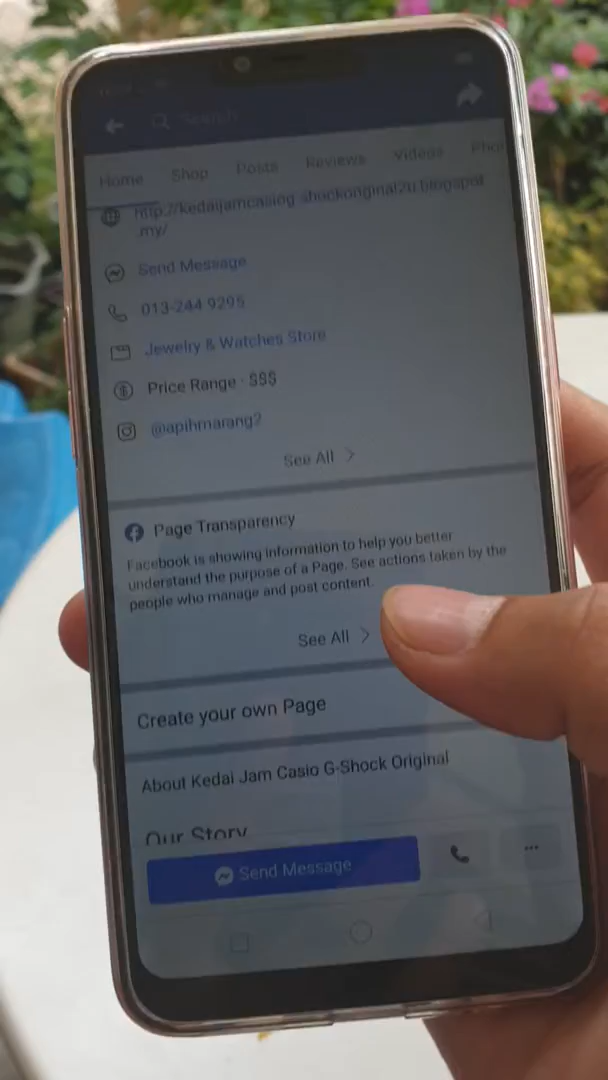 Search
Home Shop Posts Reviews Videos Pho
http://kedaijamcasiog-shockoriginal2u.blogspot
.my/
Send Message
013-244 9295
Jewelry & Watches Store
Price Range · $$$
@apihmarang2
See All
Page Transparency
Facebook is showing information to help you better
understand the purpose of a Page. See actions taken by the
people who manage and post content.
See All
Create your own Page
About Kedai Jam Casio G-Shock Original
Our Story
Send Message